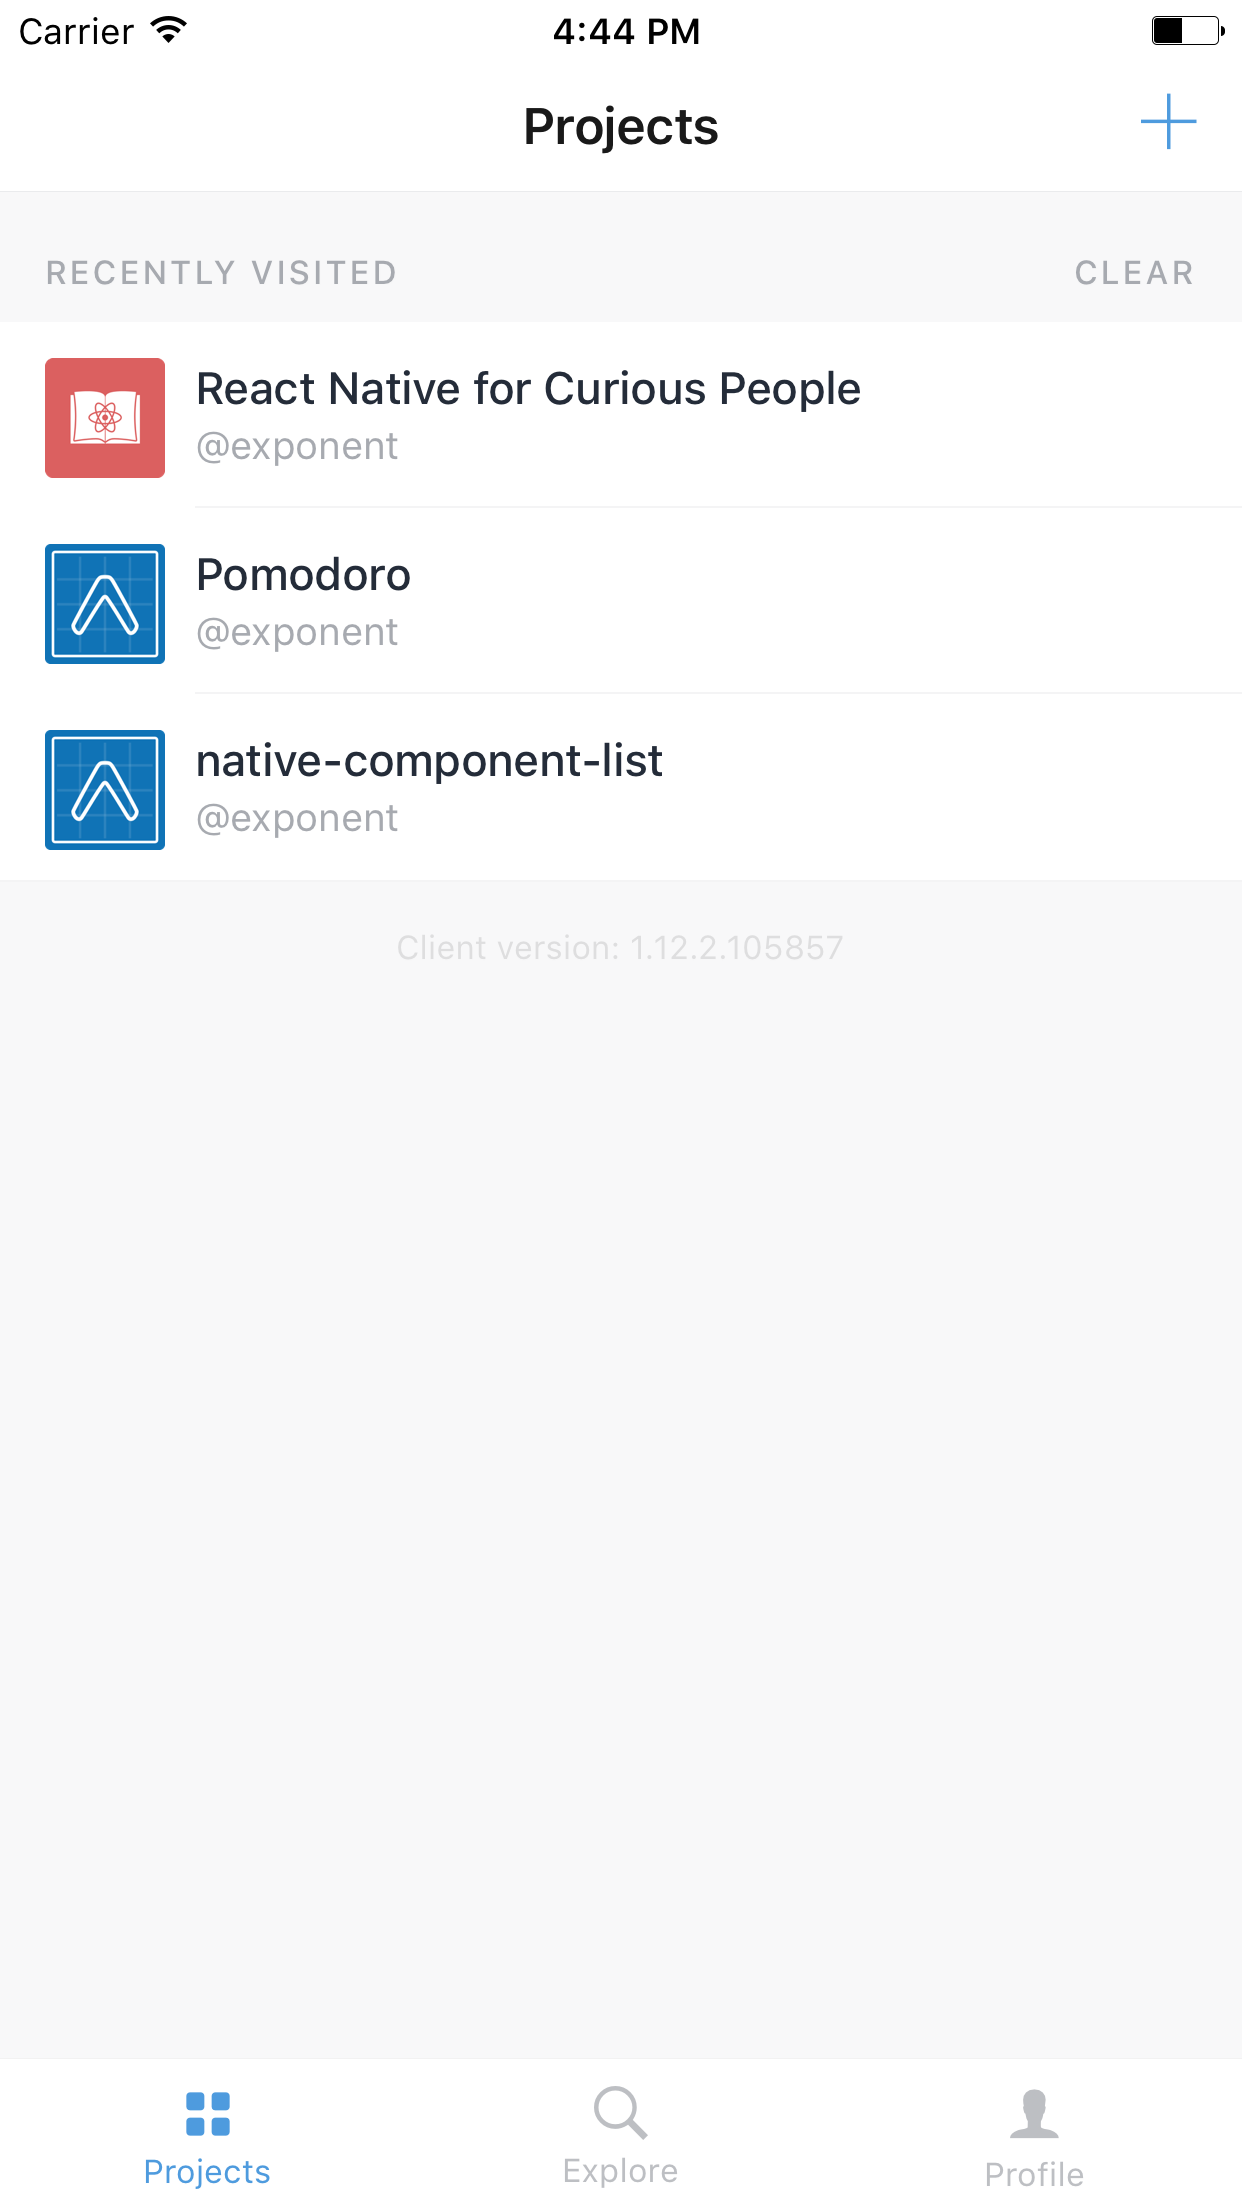 Carrier 4:44 PM
Projects
RECENTLY VISITED CLEAR
React Native for Curious People
@exponent
Pomodoro
@exponent
native-component-list
@exponent
Client version: 1.12.2.105857
Projects Explore Profile